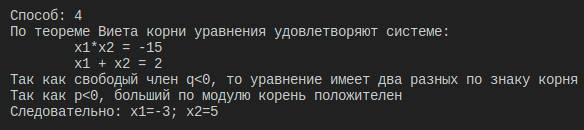 Способ: 4
По теореме Виета корни уравнения удовлетворяют системе:
x1*x2 = -15
x1 + x2 = 2
Так как свободый член q<0, то уравнение имеет два разных по знаку корня
Так как p<0, больший по модулю корень положителен
Следовательно: x1=-3; x2=5